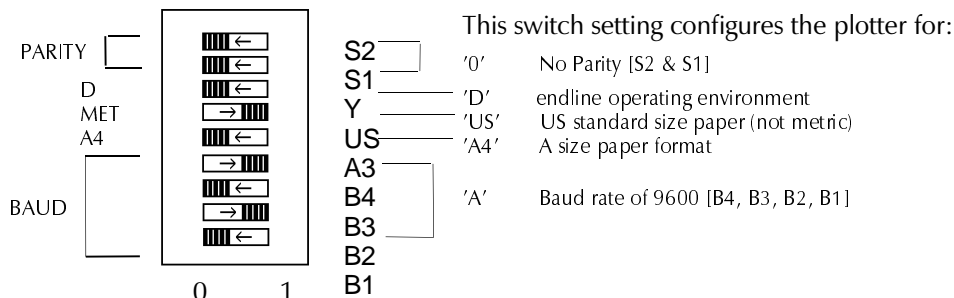 This switch setting configures the plotter for:
PARITY
D
MET
A4
BAUD
← 
←
←
→
←
→
←
→
←
0 1
S2
S1
Y
US
A3
B4
B3
B2
B1
'0' No Parity [S2 & S1]
'D' endline operating environment
'US' US standard size paper (not metric)
'A4' A size paper format
'A' Baud rate of 9600 [B4, B3, B2, B1]